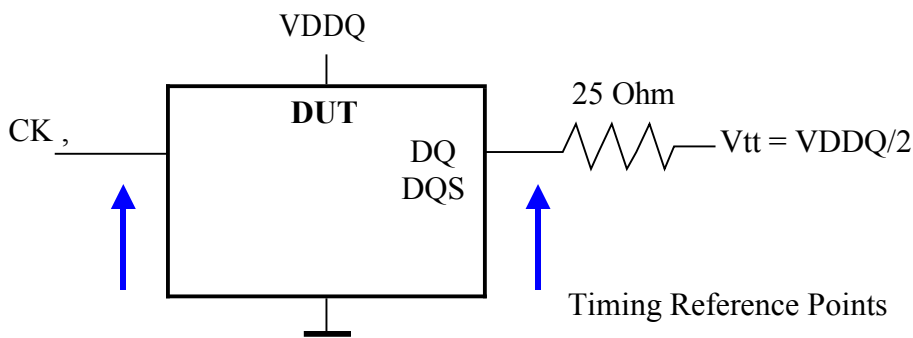 VDDQ
DUT
25 Ohm
CK ,
Vtt = VDDQ/2
DQ
DQS
Timing Reference Points